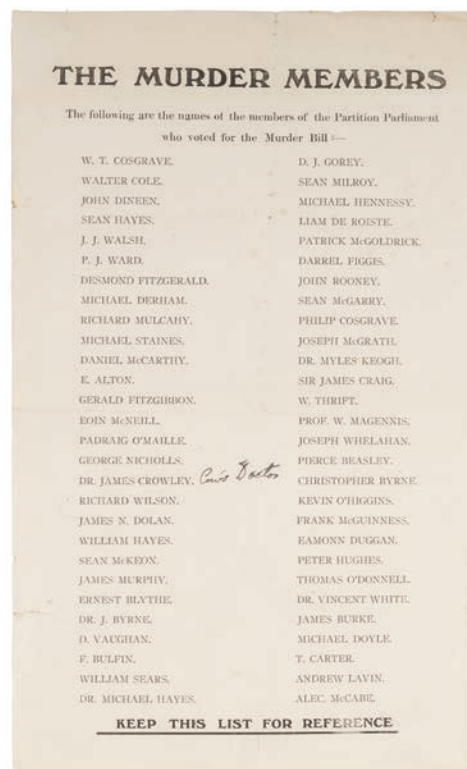 THE MURDER MEMBERS
The following are the names of the members of the Partition Parliament
who voted for the Murder Bill :—
W. T. COSGRAVE.
WALTER COLE.
JOHN DINEEN.
SEAN HAYES.
J. J. WALSH.
P. J. WARD.
DESMOND FITZGERALD.
MICHAEL DERHAM.
RICHARD MULCAHY.
MICHAEL STAINES.
DANIEL McCARTHY.
E. ALTON.
GERALD FITZGIBBON.
EOIN McNEILL.
PADRAIG O'MAILLE.
GEORGE NICHOLLS.
DR. JAMES CROWLEY. Cow's Doctor
RICHARD WILSON.
JAMES N. DOLAN.
WILLIAM HAYES.
SEAN McKEON.
JAMES MURPHY.
ERNEST BLYTHE.
DR. J. BYRNE.
D. VAUGHAN.
F. BULFIN.
WILLIAM SEARS.
DR. MICHAEL HAYES.
D. J. GOREY.
SEAN MILROY.
MICHAEL HENNESSY.
LIAM DE ROISTE.
PATRICK McGOLDRICK.
DARREL FIGGIS.
JOHN ROONEY.
SEAN McGARRY.
PHILIP COSGRAVE.
JOSEPH McGRATH.
DR. MYLES KEOGH.
SIR JAMES CRAIG.
W. THRIFT.
PROF. W. MAGENNIS.
JOSEPH WHELAHAN.
PIERCE BEASLEY.
CHRISTOPHER BYRNE.
KEVIN O'HIGGINS.
FRANK McGUINNESS.
EAMONN DUGGAN.
PETER HUGHES.
THOMAS O'DONNELL.
DR. VINCENT WHITE.
JAMES BURKE.
MICHAEL DOYLE.
T. CARTER.
ANDREW LAVIN.
ALEC. McCABE.
KEEP THIS LIST FOR REFERENCE